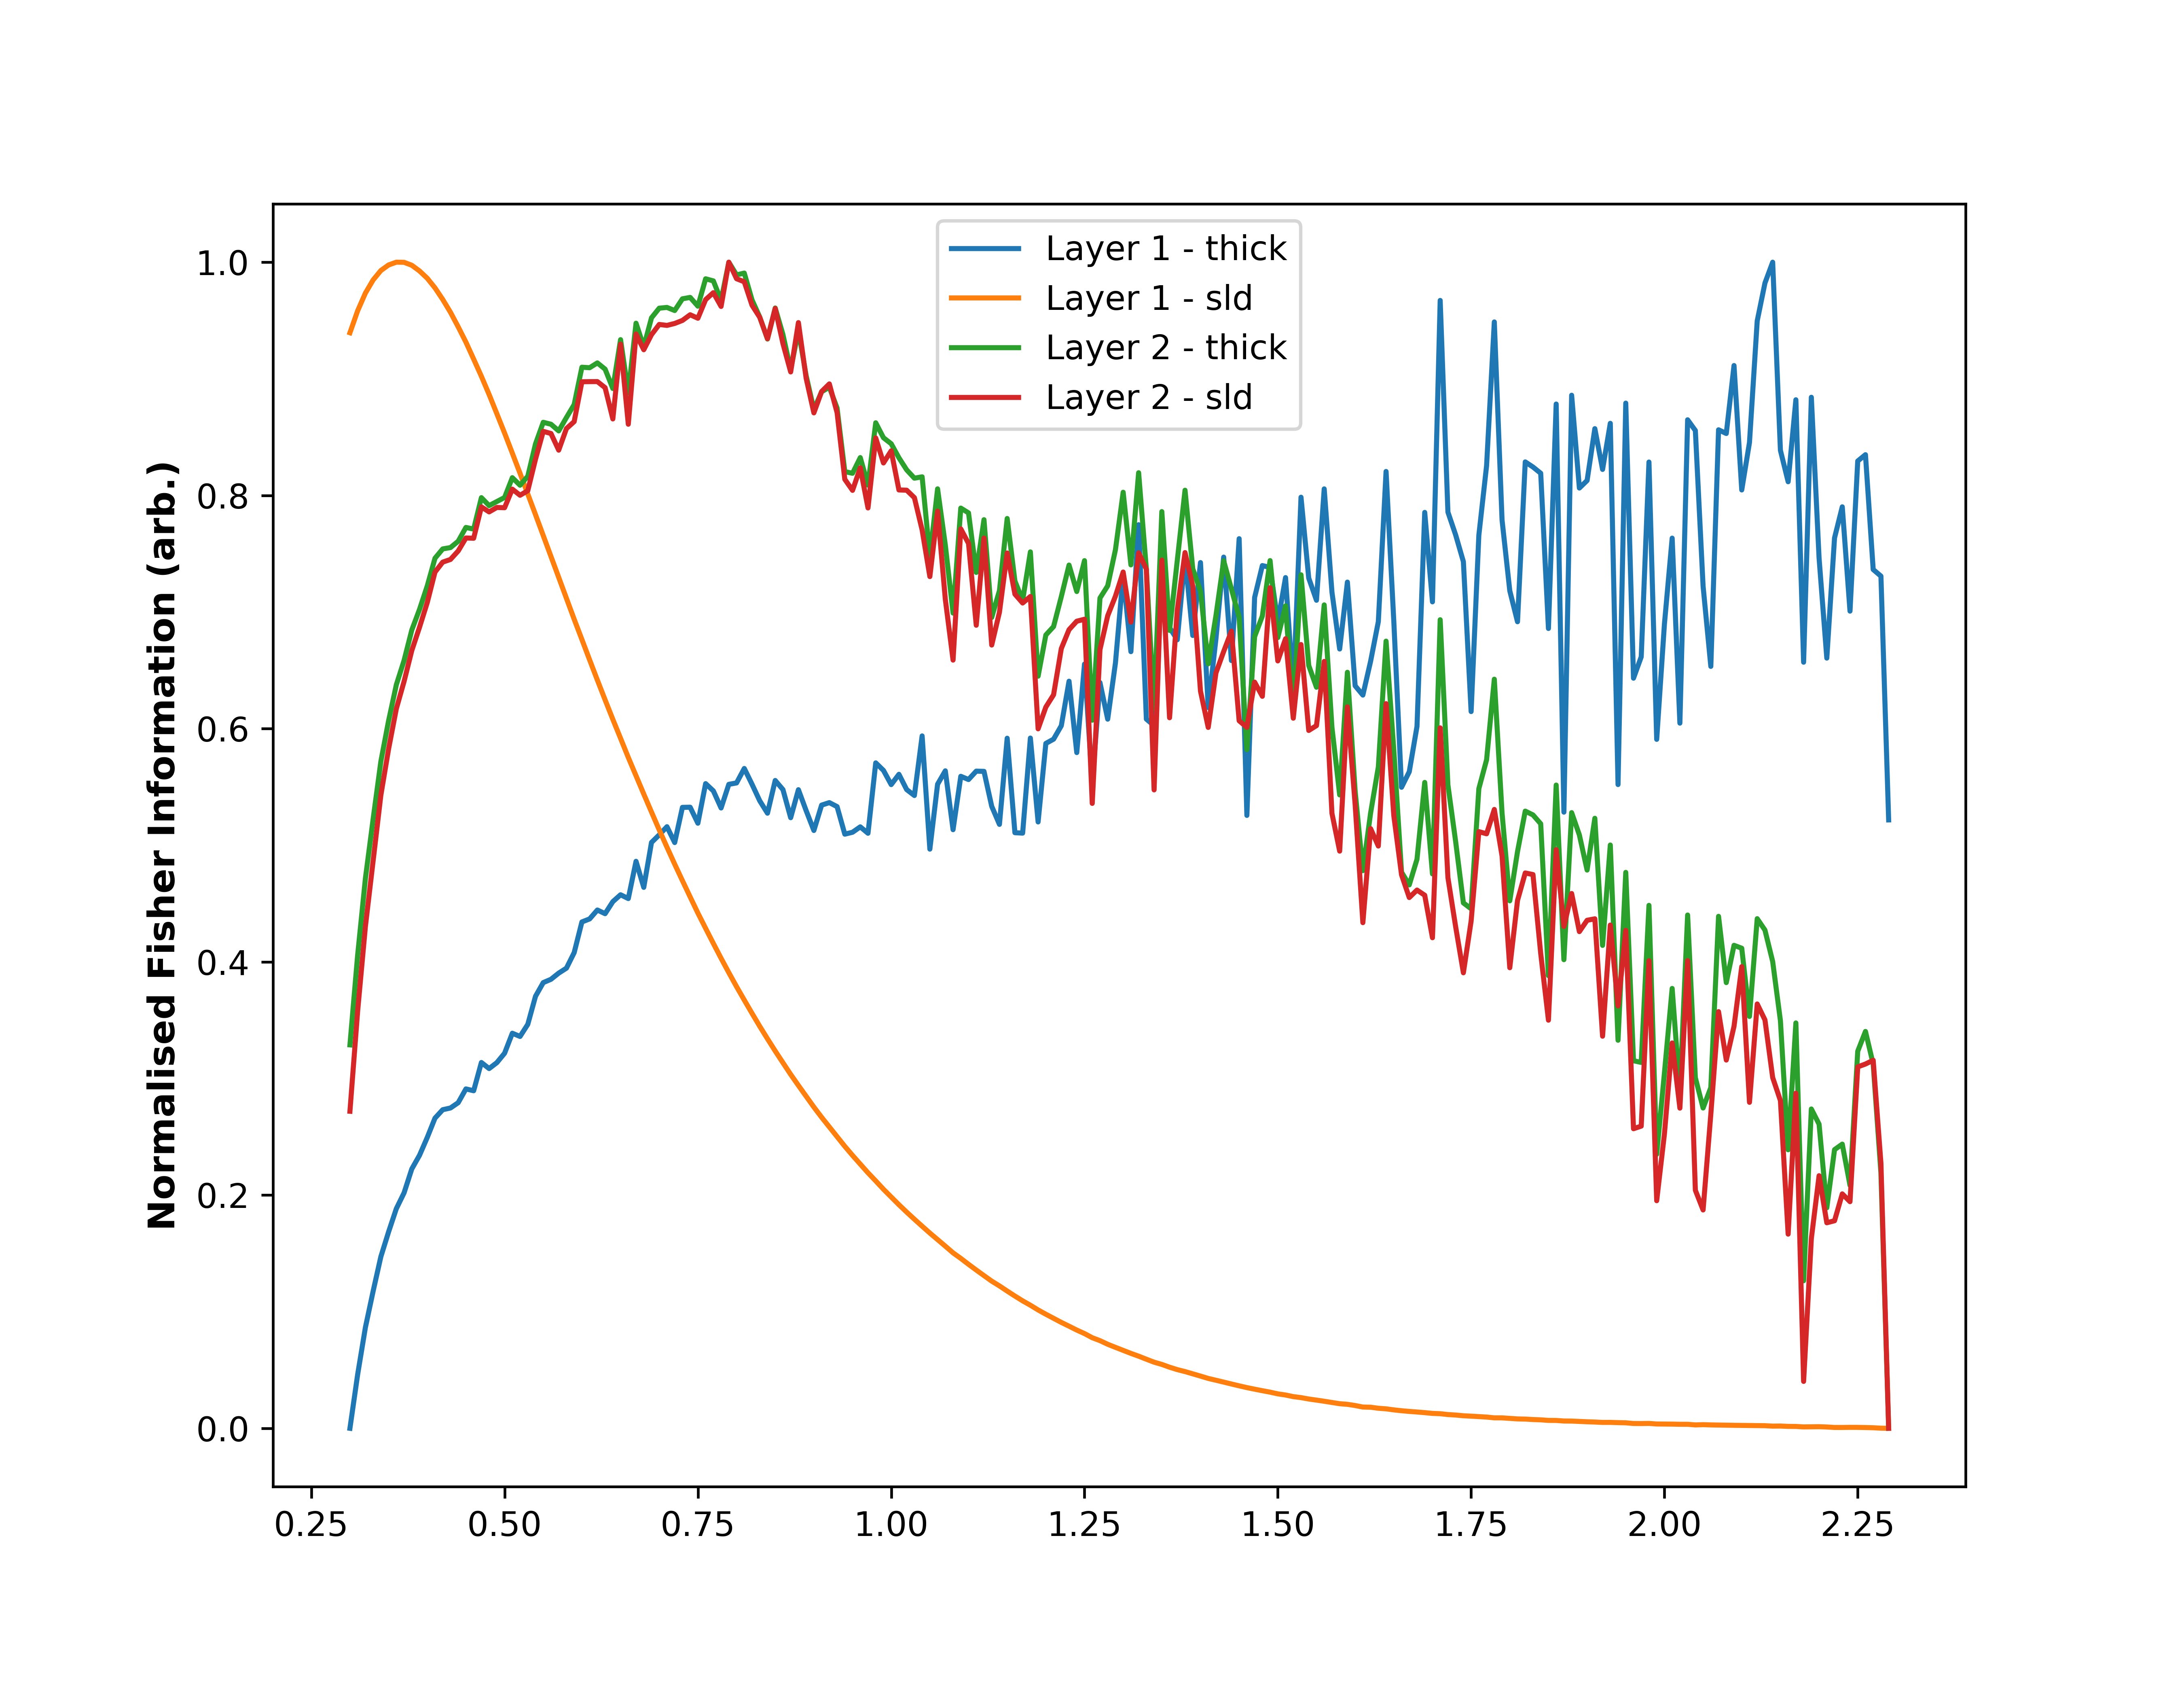 Layer 1 - thick
Layer 1 - sld
Layer 2 - thick
Layer 2 - sld
Normalised Fisher Information (arb.)
1.0
0.8
0.6
0.4
0.2
0.0
0.25 0.50 0.75 1.00 1.25 1.50 1.75 2.00 2.25